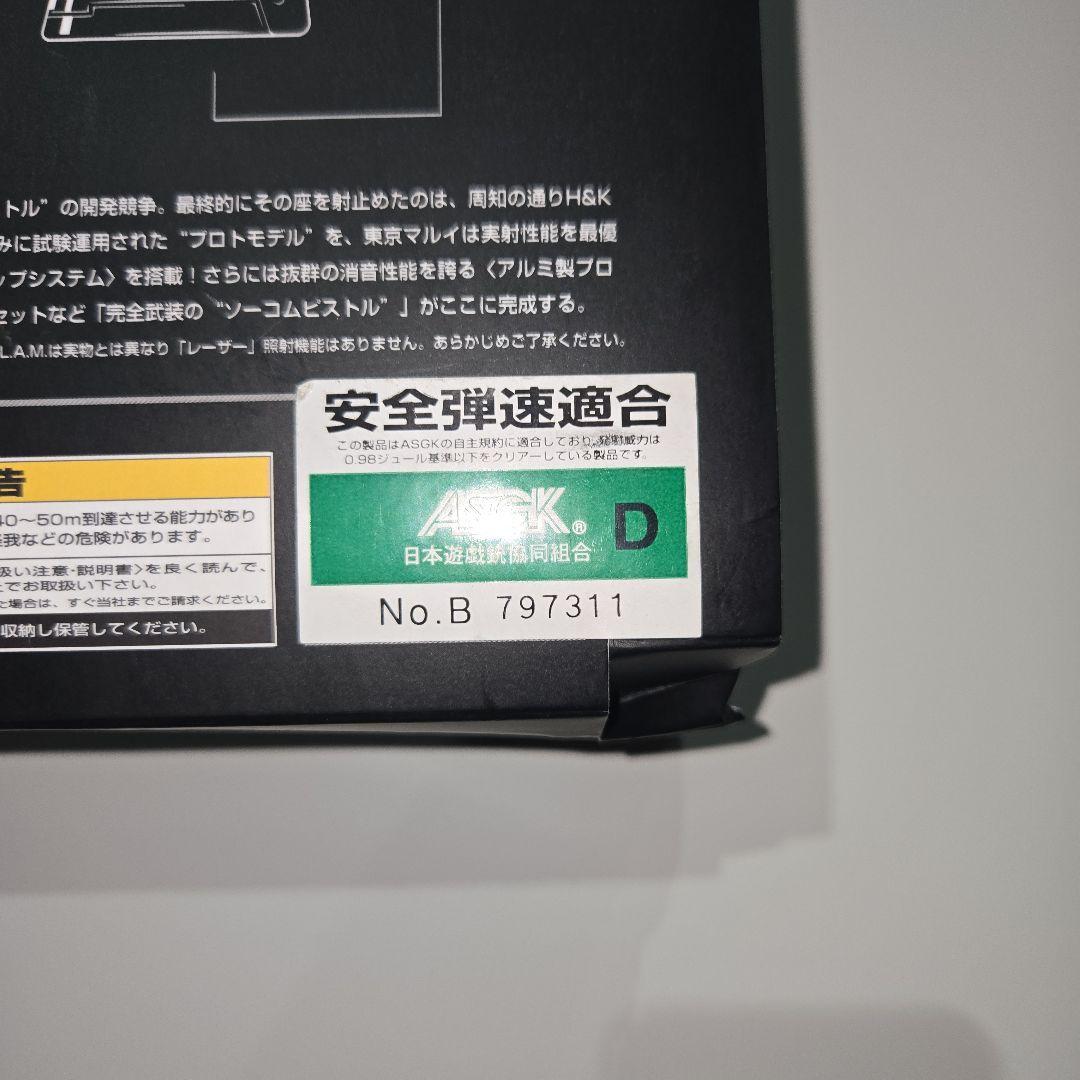 トル”の開発競争。最終的にその座を射止めたのは、周知の通りH&K
みに試験運用された“プロトモデル”を、東京マルイは実射性能を最優
ップシステム〉を搭載！さらには抜群の消音性能を誇る〈アルミ製プロ
セットなど「完全武装の“ソーコムピストル”」がここに完成する。
L.A.M.は実物とは異なり「レーザー」照射機能はありません。あらかじめご了承ください。
安全弾速適合
この製品はASGKの自主規約に適合しており、発射威力は
0.98ジュール基準以下をクリアーしている製品です。
ASGK® D
日本遊戯銃協同組合
No.B 797311
告
40〜50m到達させる能力があり
怪我などの危険があります。
扱い注意・説明書>を良く読んで、
でお取扱い下さい。
た場合は、すぐ当社までご請求ください。
収納し保管してください。